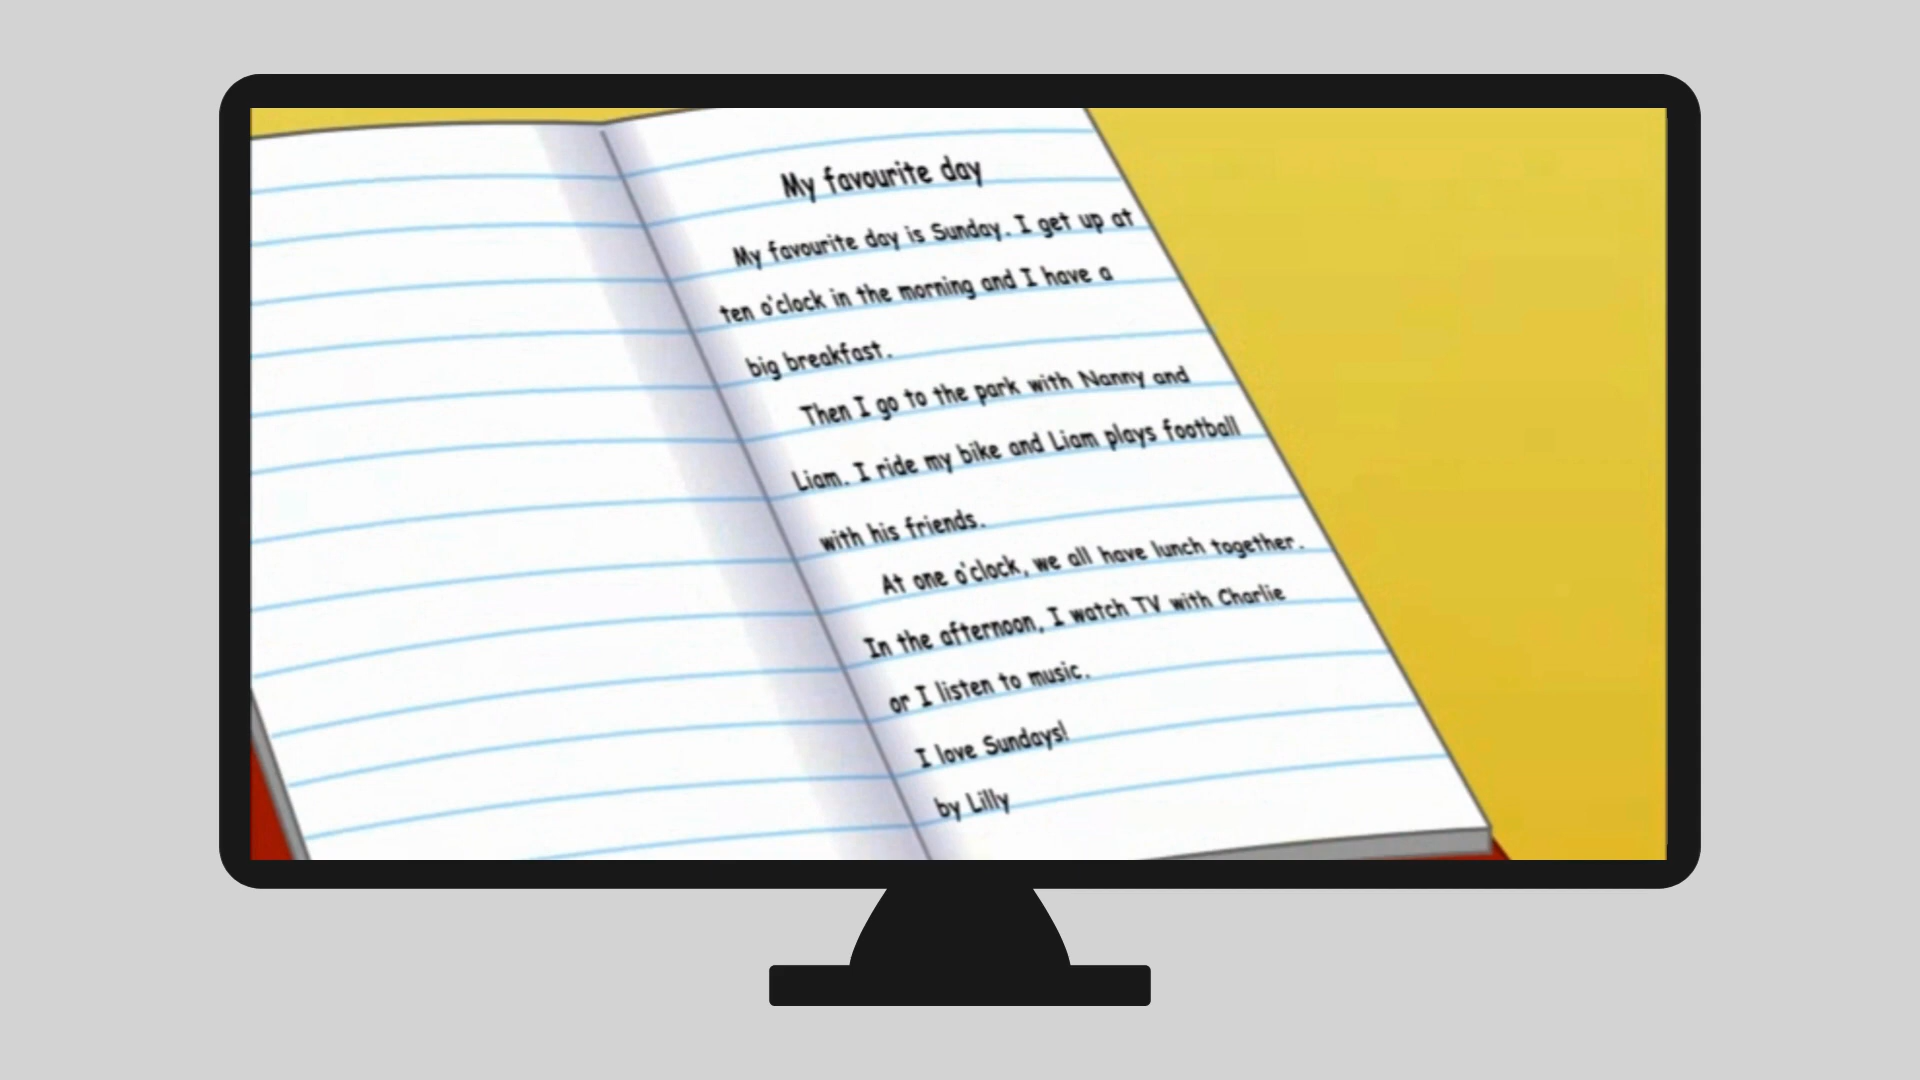 My favourite day
My favourite day is Sunday. I get up at
ten o'clock in the morning and I have a
big breakfast.
Then I go to the park with Nanny and
Liam. I ride my bike and Liam plays football
with his friends.
At one o'clock, we all have lunch together.
In the afternoon, I watch TV with Charlie
or I listen to music.
I love Sundays!
by Lilly